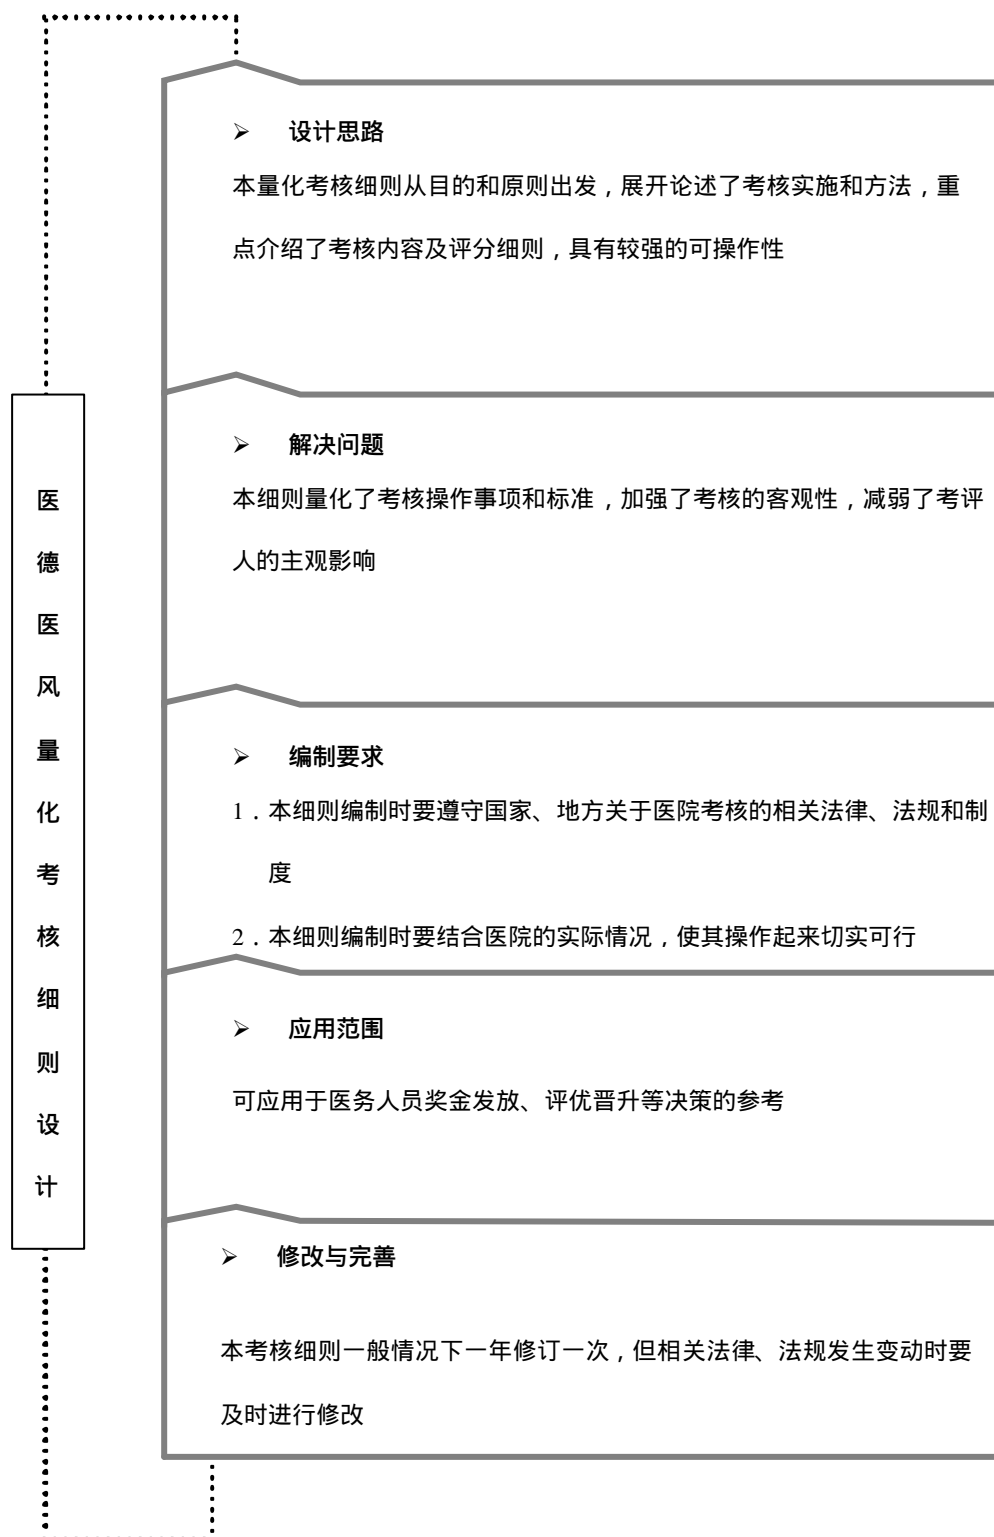 医德医风量化考核细则设计
➢ 设计思路
本量化考核细则从目的和原则出发，展开论述了考核实施和方法，重
点介绍了考核内容及评分细则，具有较强的可操作性
➢ 解决问题
本细则量化了考核操作事项和标准，加强了考核的客观性，减弱了考评
人的主观影响
➢ 编制要求
1．本细则编制时要遵守国家、地方关于医院考核的相关法律、法规和制
度
2．本细则编制时要结合医院的实际情况，使其操作起来切实可行
➢ 应用范围
可应用于医务人员奖金发放、评优晋升等决策的参考
➢ 修改与完善
本考核细则一般情况下一年修订一次，但相关法律、法规发生变动时要
及时进行修改